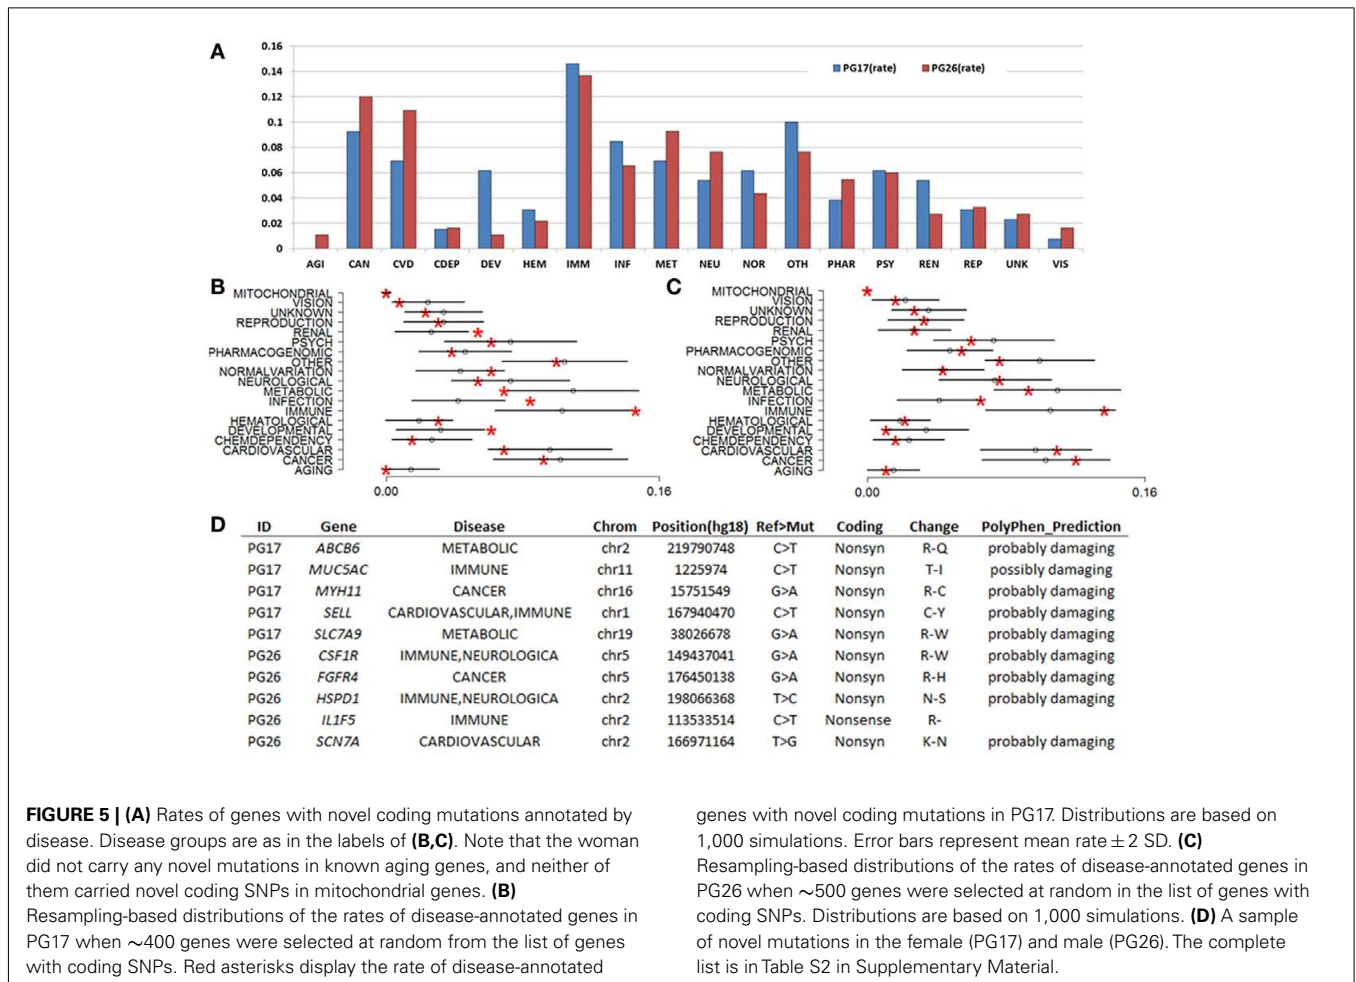 A
0.16
0.14
0.12
0.1
0.08
0.06
0.04
0.02
0
PG17(rate) PG26(rate)
AGI CAN CVD CDEP DEV HEM IMM INF MET NEU NOR OTH PHAR PSY REN REP UNK VIS
B
MITOCHONDRIAL
VISION
UNKNOWN
REPRODUCTION
RENAL
PSYCH
PHARMACOGENOMIC
OTHER
NORMALVARIATION
NEUROLOGICAL
METABOLIC
INFECTION
IMMUNE
HEMATOLOGICAL
DEVELOPMENTAL
CHEMDEPENDENCY
CARDIOVASCULAR
CANCER
AGING
0.00 0.16
C
MITOCHONDRIAL
VISION
UNKNOWN
REPRODUCTION
RENAL
PSYCH
PHARMACOGENOMIC
OTHER
NORMALVARIATION
NEUROLOGICAL
METABOLIC
INFECTION
IMMUNE
HEMATOLOGICAL
DEVELOPMENTAL
CHEMDEPENDENCY
CARDIOVASCULAR
CANCER
AGING
0.00 0.16
D ID Gene Disease Chrom Position(hg18) Ref>Mut Coding Change PolyPhen_Prediction
PG17 ABCB6 METABOLIC chr2 219790748 C>T Nonsyn R-Q probably damaging
PG17 MUC5AC IMMUNE chr11 1225974 C>T Nonsyn T-I possibly damaging
PG17 MYH11 CANCER chr16 15751549 G>A Nonsyn R-C probably damaging
PG17 SELL CARDIOVASCULAR,IMMUNE chr1 167940470 C>T Nonsyn C-Y probably damaging
PG17 SLC7A9 METABOLIC chr19 38026678 G>A Nonsyn R-W probably damaging
PG26 CSF1R IMMUNE,NEUROLOGICA chr5 149437041 G>A Nonsyn R-W probably damaging
PG26 FGFR4 CANCER chr5 176450138 G>A Nonsyn R-H probably damaging
PG26 HSPD1 IMMUNE,NEUROLOGICA chr2 198066368 T>C Nonsyn N-S probably damaging
PG26 IL1F5 IMMUNE chr2 113533514 C>T Nonsense R-
PG26 SCN7A CARDIOVASCULAR chr2 166971164 T>G Nonsyn K-N probably damaging
FIGURE 5 | (A) Rates of genes with novel coding mutations annotated by
disease. Disease groups are as in the labels of (B,C). Note that the woman
did not carry any novel mutations in known aging genes, and neither of
them carried novel coding SNPs in mitochondrial genes. (B)
Resampling-based distributions of the rates of disease-annotated genes in
PG17 when ∼400 genes were selected at random from the list of genes
with coding SNPs. Red asterisks display the rate of disease-annotated
genes with novel coding mutations in PG17. Distributions are based on
1,000 simulations. Error bars represent mean rate ± 2 SD. (C)
Resampling-based distributions of the rates of disease-annotated genes in
PG26 when ∼500 genes were selected at random in the list of genes with
coding SNPs. Distributions are based on 1,000 simulations. (D) A sample
of novel mutations in the female (PG17) and male (PG26). The complete
list is in Table S2 in Supplementary Material.